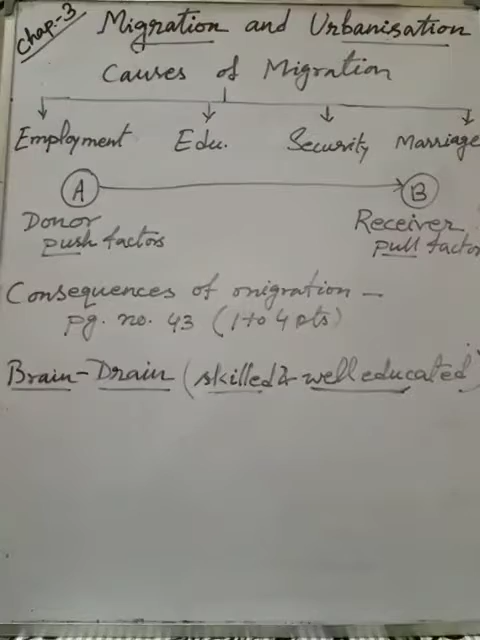 Chap-3
Migration and Urbanisation
Causes of Migration
Employment Edu. Security Marriage
A B
Donor Receiver
push factors pull factor
Consequences of migration –
pg. no. 43 (1 to 4 pts)
Brain-Drain (skilled & well educated)